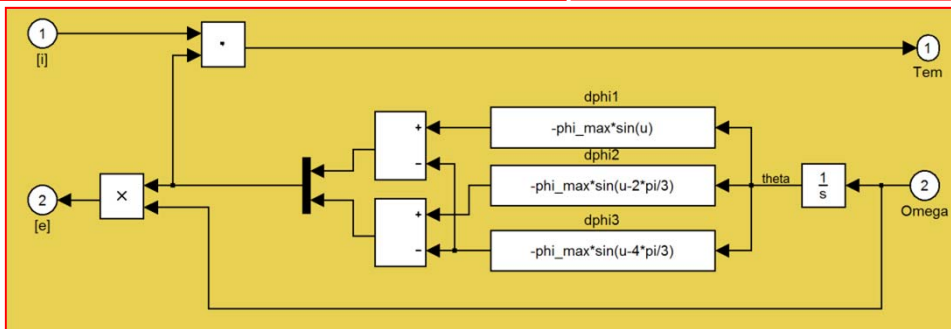 1
[i]
·
1
Tem
dphi1
+
−
-phi_max*sin(u)
dphi2
-phi_max*sin(u-2*pi/3)
theta
1
s
2
Omega
2
[e]
×
+
−
dphi3
-phi_max*sin(u-4*pi/3)